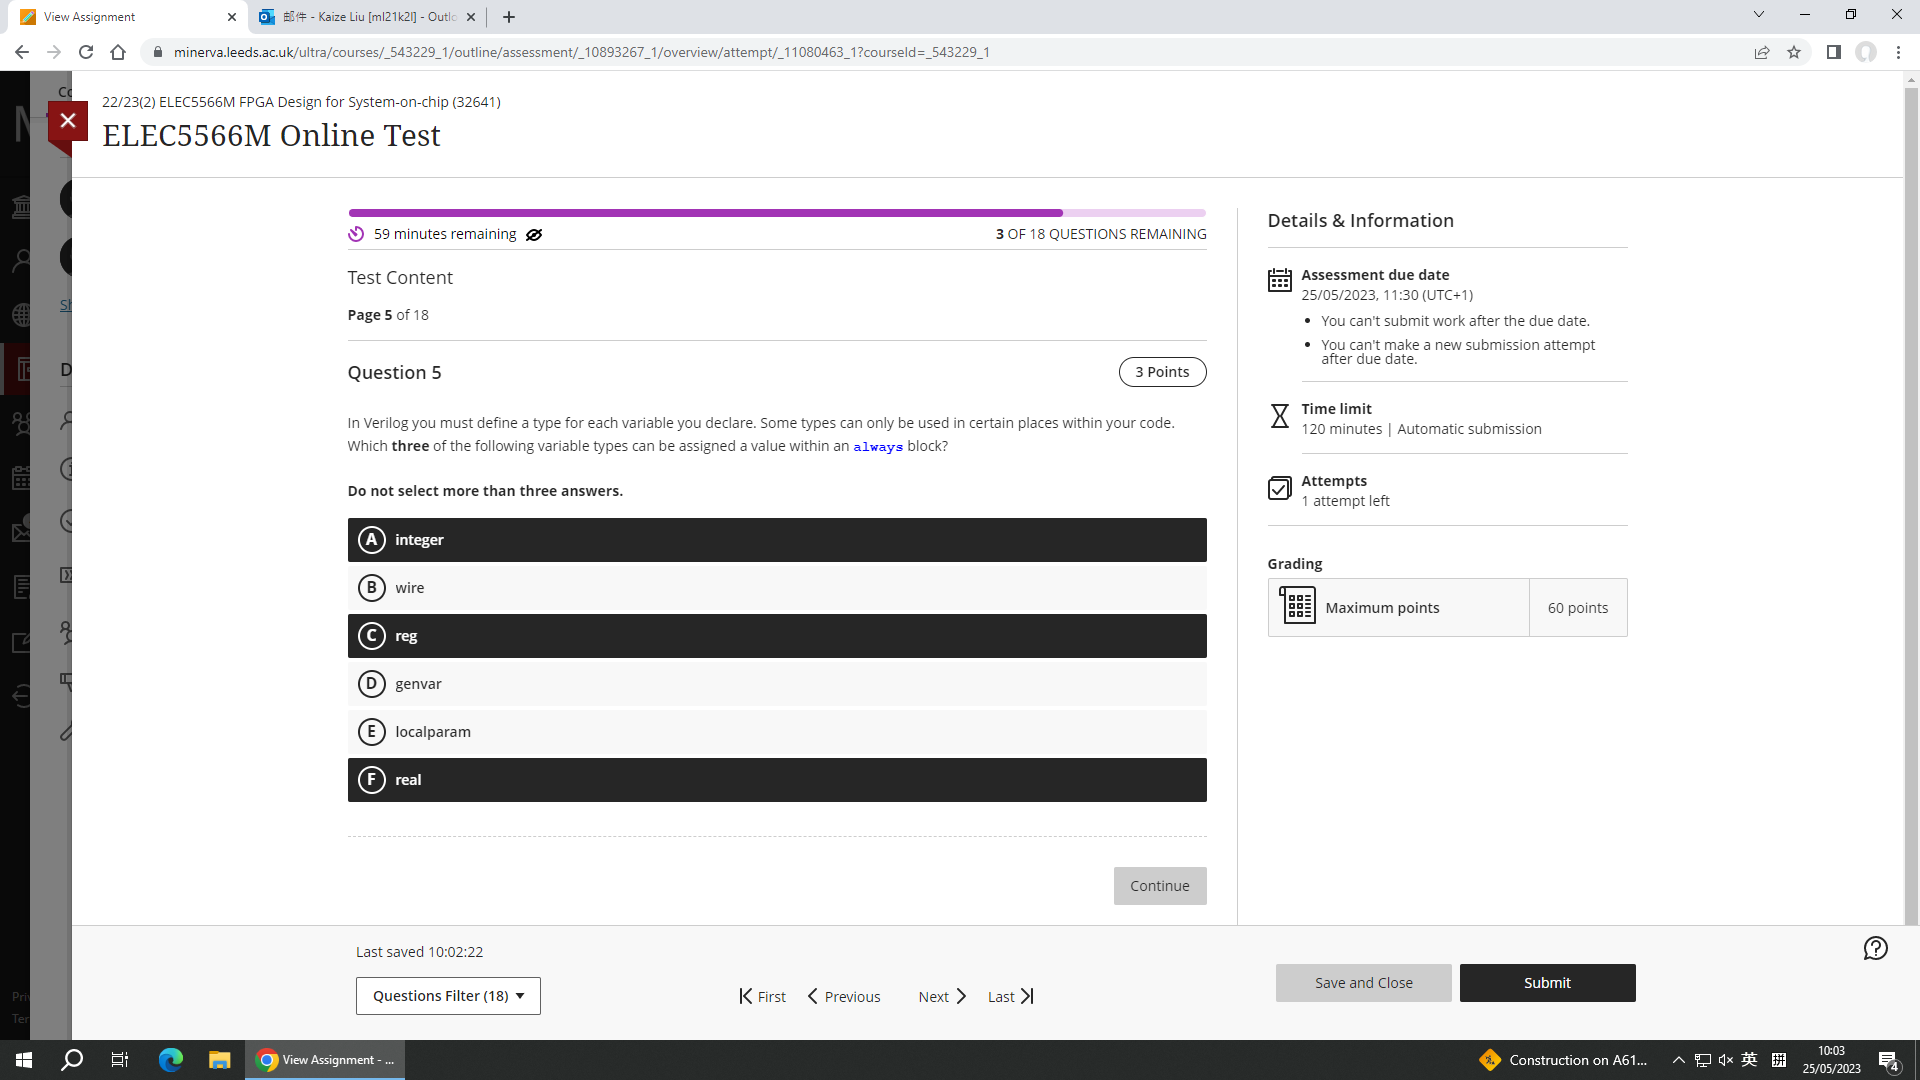 View Assignment
邮件 - Kaize Liu [ml21k2l] - Outlo
minerva.leeds.ac.uk/ultra/courses/_543229_1/outline/assessment/_10893267_1/overview/attempt/_11080463_1?courseId=_543229_1
22/23(2) ELEC5566M FPGA Design for System-on-chip (32641)
ELEC5566M Online Test
59 minutes remaining
3 OF 18 QUESTIONS REMAINING
Test Content
Page 5 of 18
Question 5
3 Points
In Verilog you must define a type for each variable you declare. Some types can only be used in certain places within your code.
Which three of the following variable types can be assigned a value within an always block?
Do not select more than three answers.
A integer
B wire
C reg
D genvar
E localparam
F real
Continue
Details & Information
Assessment due date
25/05/2023, 11:30 (UTC+1)
• You can't submit work after the due date.
• You can't make a new submission attempt
after due date.
Time limit
120 minutes | Automatic submission
Attempts
1 attempt left
Grading
Maximum points
60 points
Last saved 10:02:22
Questions Filter (18)
First
Previous
Next
Last
Save and Close
Submit
View Assignment - ...
Construction on A61...
英
拼
10:03
25/05/2023
4